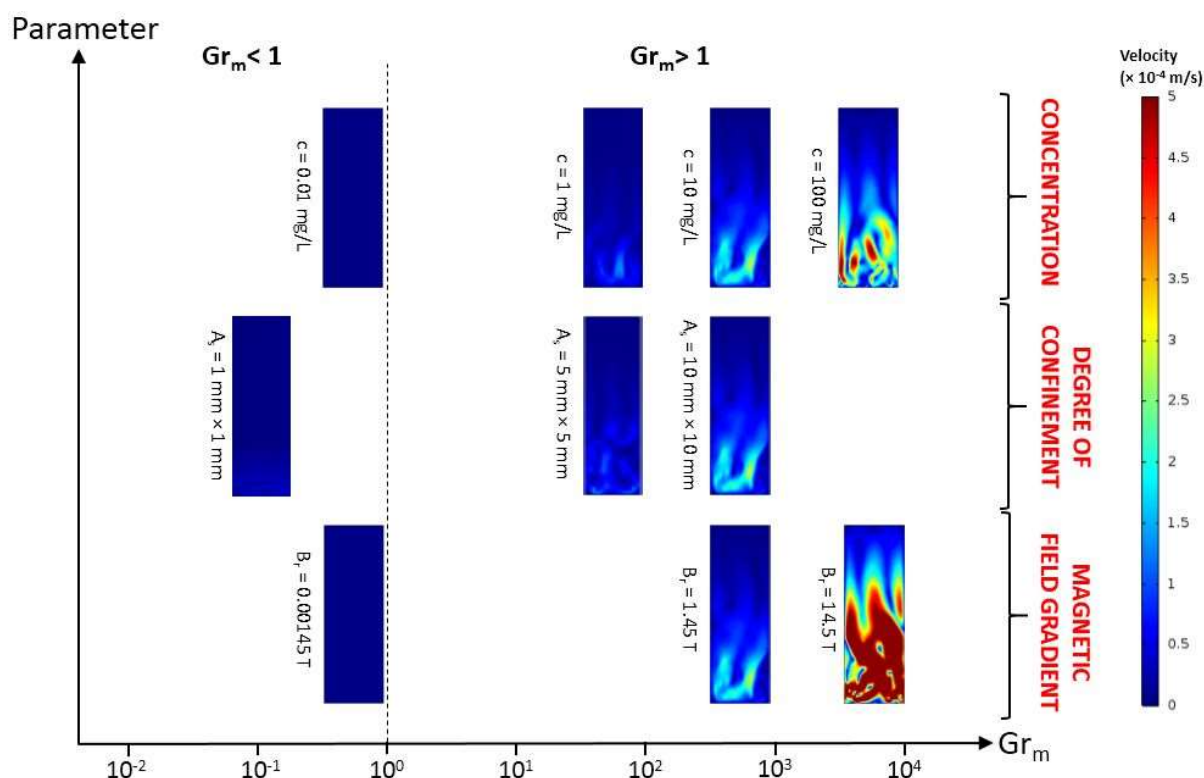 Parameter
Gr_m < 1
Gr_m > 1
Velocity
(× 10⁻⁴ m/s)
5
4.5
4
3.5
3
2.5
2
1.5
1
0.5
0
c = 0.01 mg/L
c = 1 mg/L
c = 10 mg/L
c = 100 mg/L
CONCENTRATION
A_s = 1 mm × 1 mm
A_s = 5 mm × 5 mm
A_s = 10 mm × 10 mm
DEGREE OF
CONFINEMENT
B_r = 0.00145 T
B_r = 1.45 T
B_r = 14.5 T
MAGNETIC
FIELD GRADIENT
10⁻²
10⁻¹
10⁰
10¹
10²
10³
10⁴
Gr_m